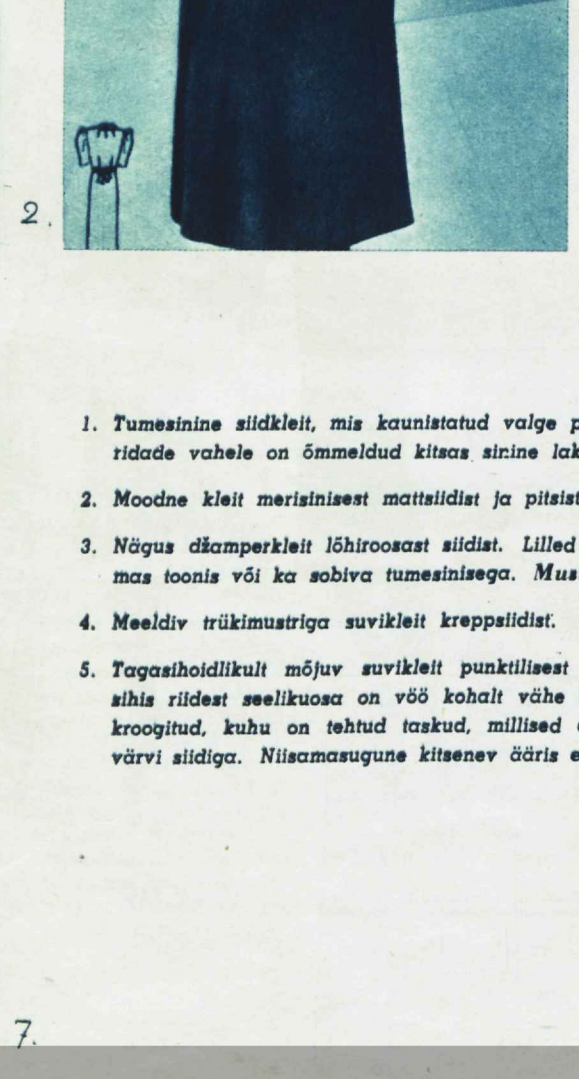 2.
1. Tumesinine siidkleit, mis kaunistatud valge p
ridade vahele on õmmeldud kitsas sinine lak
2. Moodne kleit merisinisest mattsiidist ja pitsist
3. Nägus džamperkleit lõhiroosast siidist. Lilled
mas toonis või ka sobiva tumesinisega. Mus
4. Meeldiv trükimustriga suvikleit kreppsiidist.
5. Tagasihoidlikult mõjuv suvikleit punktilisest
sihis riidest seelikuosa on vöö kohalt vähe
kroogitud, kuhu on tehtud taskud, millised
värvi siidiga. Niisamasugune kitsenev ääris e
7.